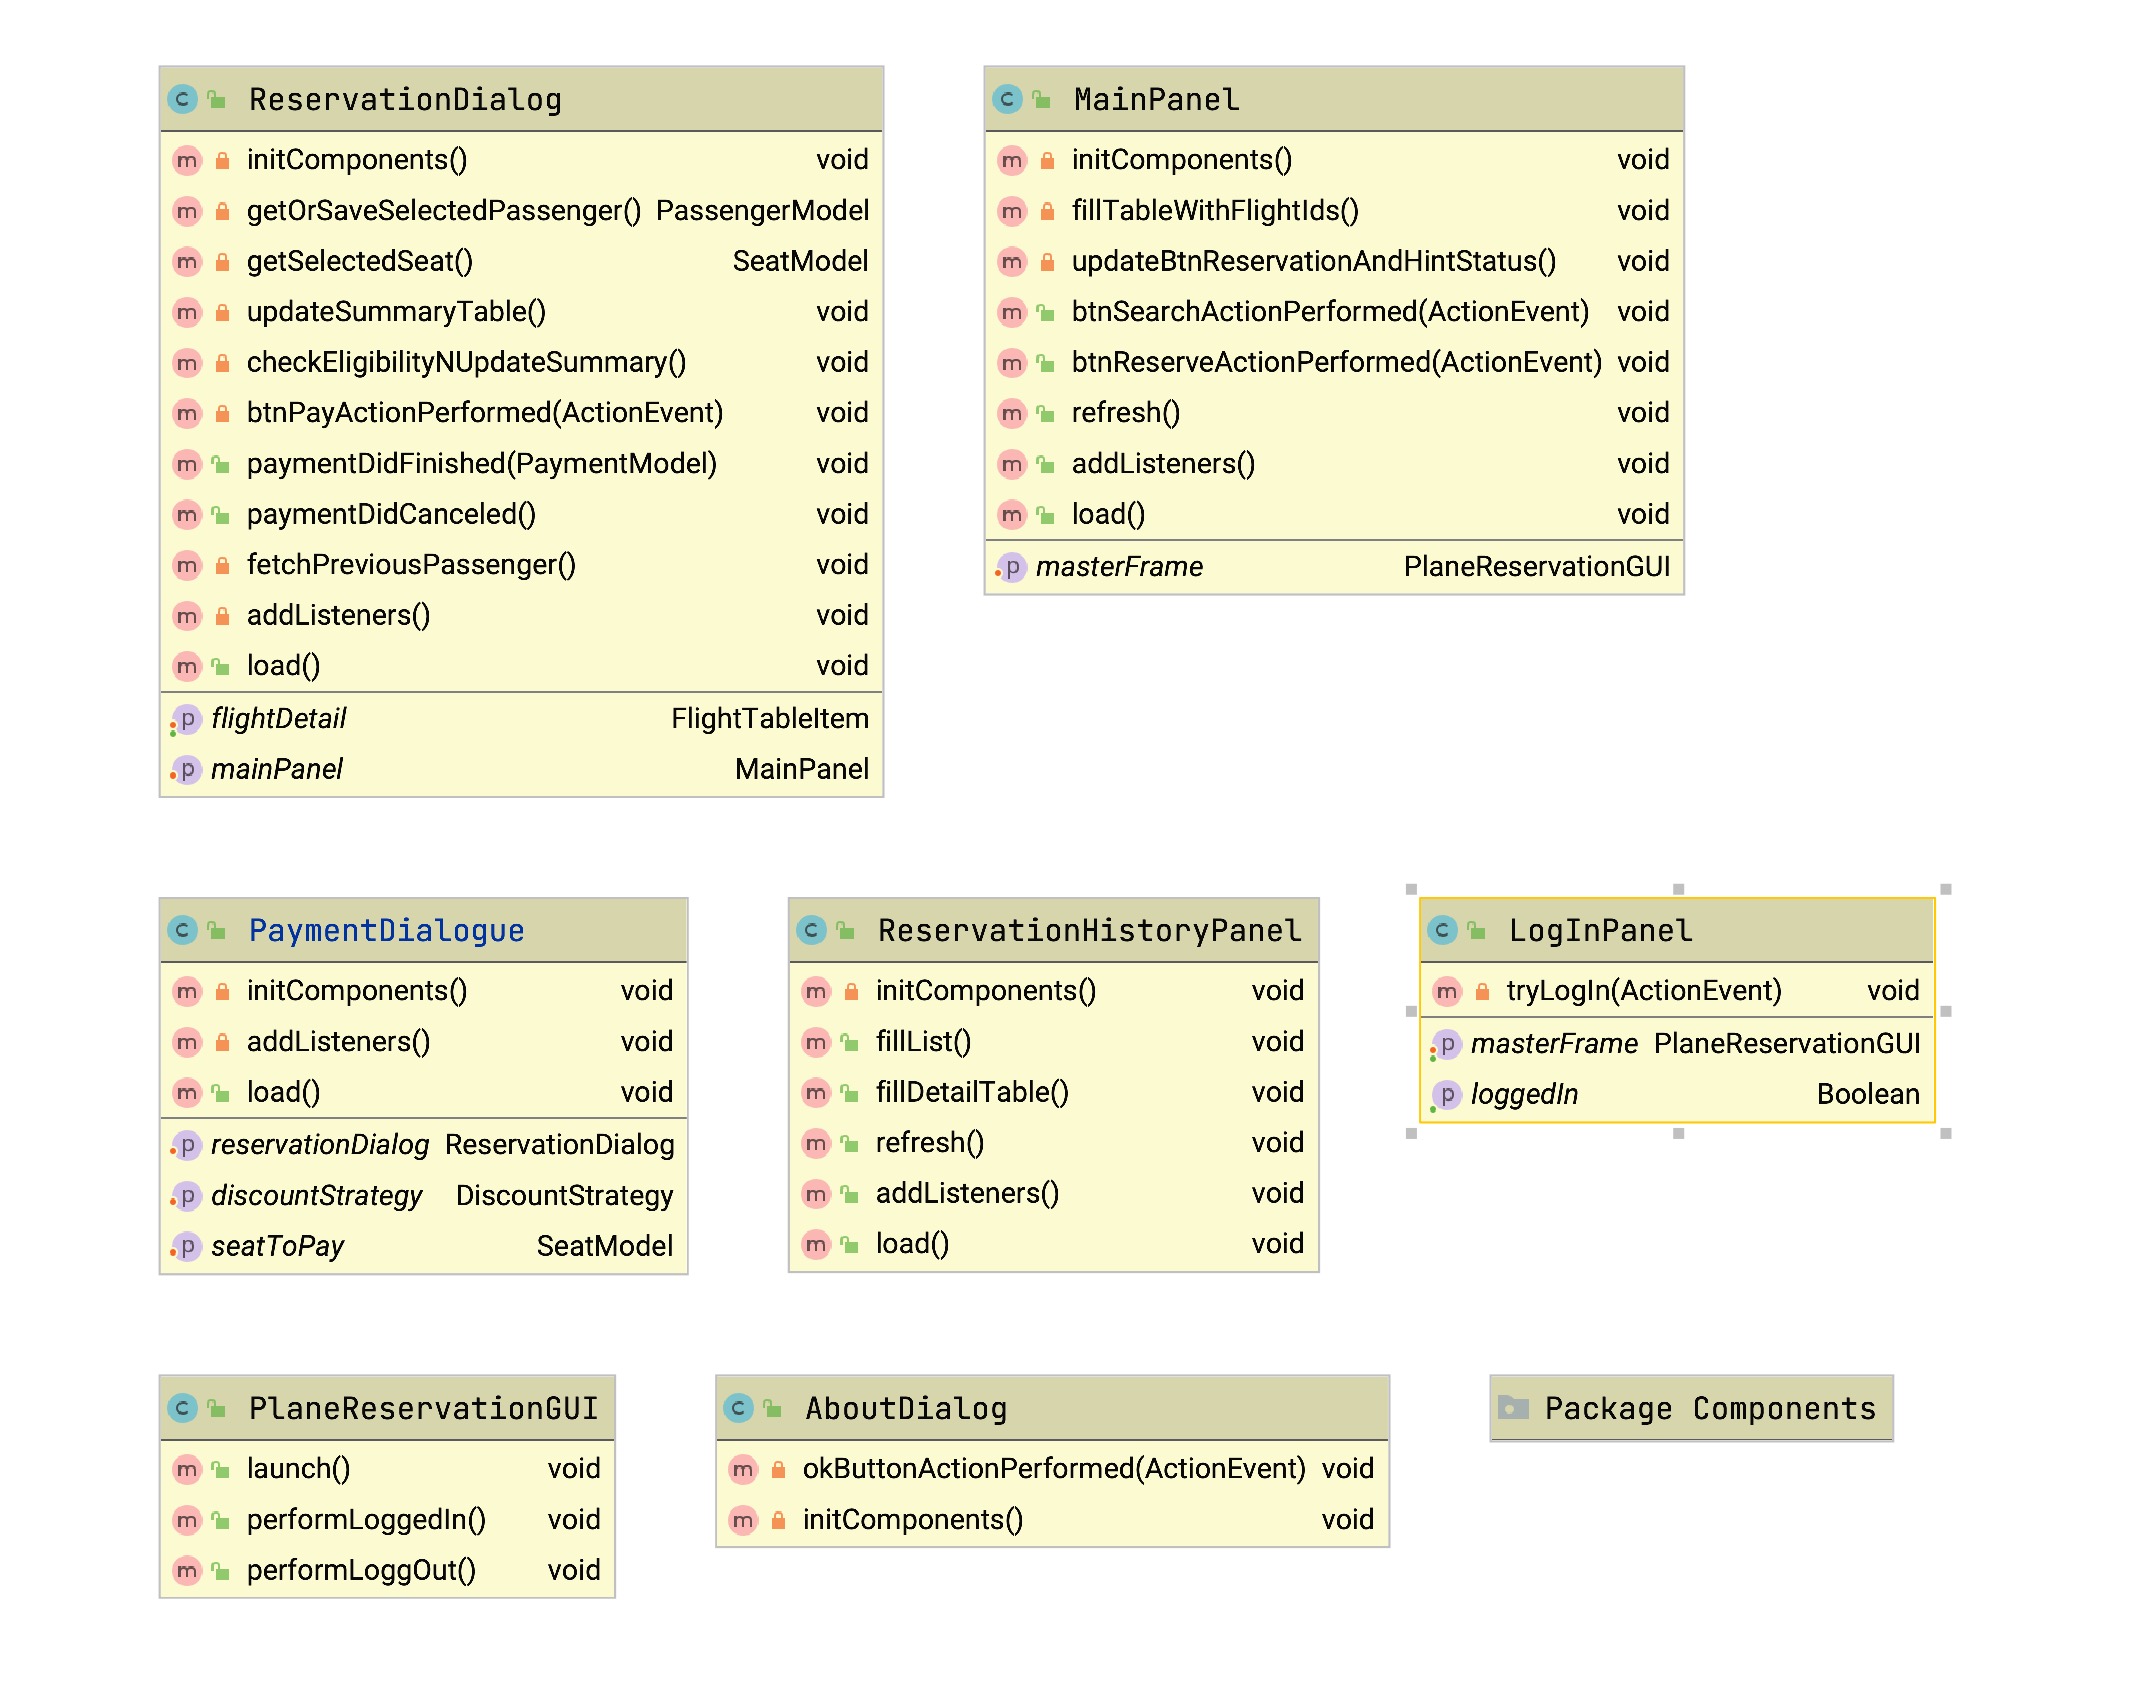 ReservationDialog
initComponents() void
getOrSaveSelectedPassenger() PassengerModel
getSelectedSeat() SeatModel
updateSummaryTable() void
checkEligibilityNUpdateSummary() void
btnPayActionPerformed(ActionEvent) void
paymentDidFinished(PaymentModel) void
paymentDidCanceled() void
fetchPreviousPassenger() void
addListeners() void
load() void
flightDetail FlightTableItem
mainPanel MainPanel
MainPanel
initComponents() void
fillTableWithFlightIds() void
updateBtnReservationAndHintStatus() void
btnSearchActionPerformed(ActionEvent) void
btnReserveActionPerformed(ActionEvent) void
refresh() void
addListeners() void
load() void
masterFrame PlaneReservationGUI
PaymentDialogue
initComponents() void
addListeners() void
load() void
reservationDialog ReservationDialog
discountStrategy DiscountStrategy
seatToPay SeatModel
ReservationHistoryPanel
initComponents() void
fillList() void
fillDetailTable() void
refresh() void
addListeners() void
load() void
LogInPanel
tryLogIn(ActionEvent) void
masterFrame PlaneReservationGUI
loggedIn Boolean
PlaneReservationGUI
launch() void
performLoggedIn() void
performLoggOut() void
AboutDialog
okButtonActionPerformed(ActionEvent) void
initComponents() void
Package Components